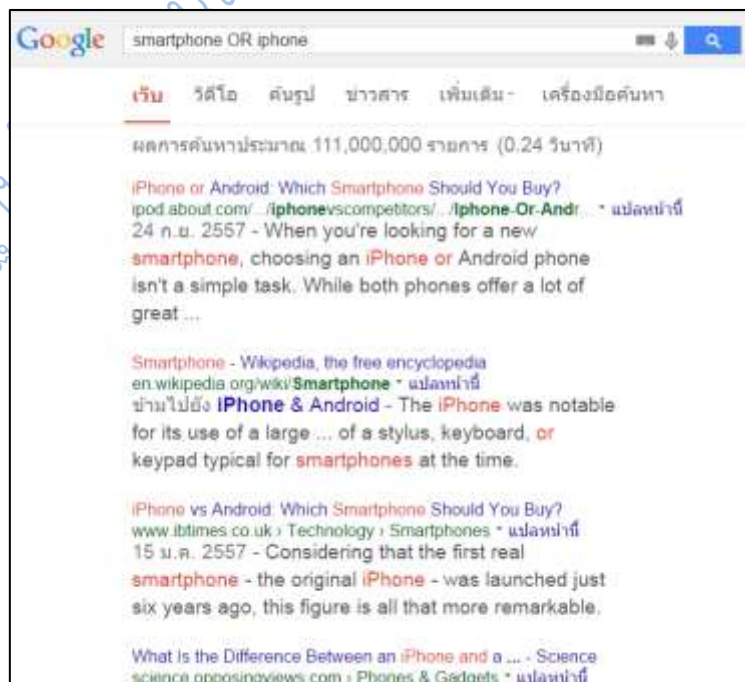 Google smartphone OR iphone
เว็บ วิดีโอ ค้นรูป ข่าวสาร เพิ่มเติม เครื่องมือค้นหา
ผลการค้นหาประมาณ 111,000,000 รายการ (0.24 วินาที)
iPhone or Android: Which Smartphone Should You Buy?
ipod.about.com/.../iphonevscompetitors/.../Iphone-Or-Andr... แปลหน้านี้
24 ก.ย. 2557 - When you're looking for a new
smartphone, choosing an iPhone or Android phone
isn't a simple task. While both phones offer a lot of
great ...
Smartphone - Wikipedia, the free encyclopedia
en.wikipedia.org/wiki/Smartphone แปลหน้านี้
ข้ามไปยัง iPhone & Android - The iPhone was notable
for its use of a large ... of a stylus, keyboard, or
keypad typical for smartphones at the time.
iPhone vs Android: Which Smartphone Should You Buy?
www.ibtimes.co.uk › Technology › Smartphones แปลหน้านี้
15 ม.ค. 2557 - Considering that the first real
smartphone - the original iPhone - was launched just
six years ago, this figure is all that more remarkable.
What Is the Difference Between an iPhone and a ... - Science
science.opposingviews.com › Phones & Gadgets แปลหน้านี้